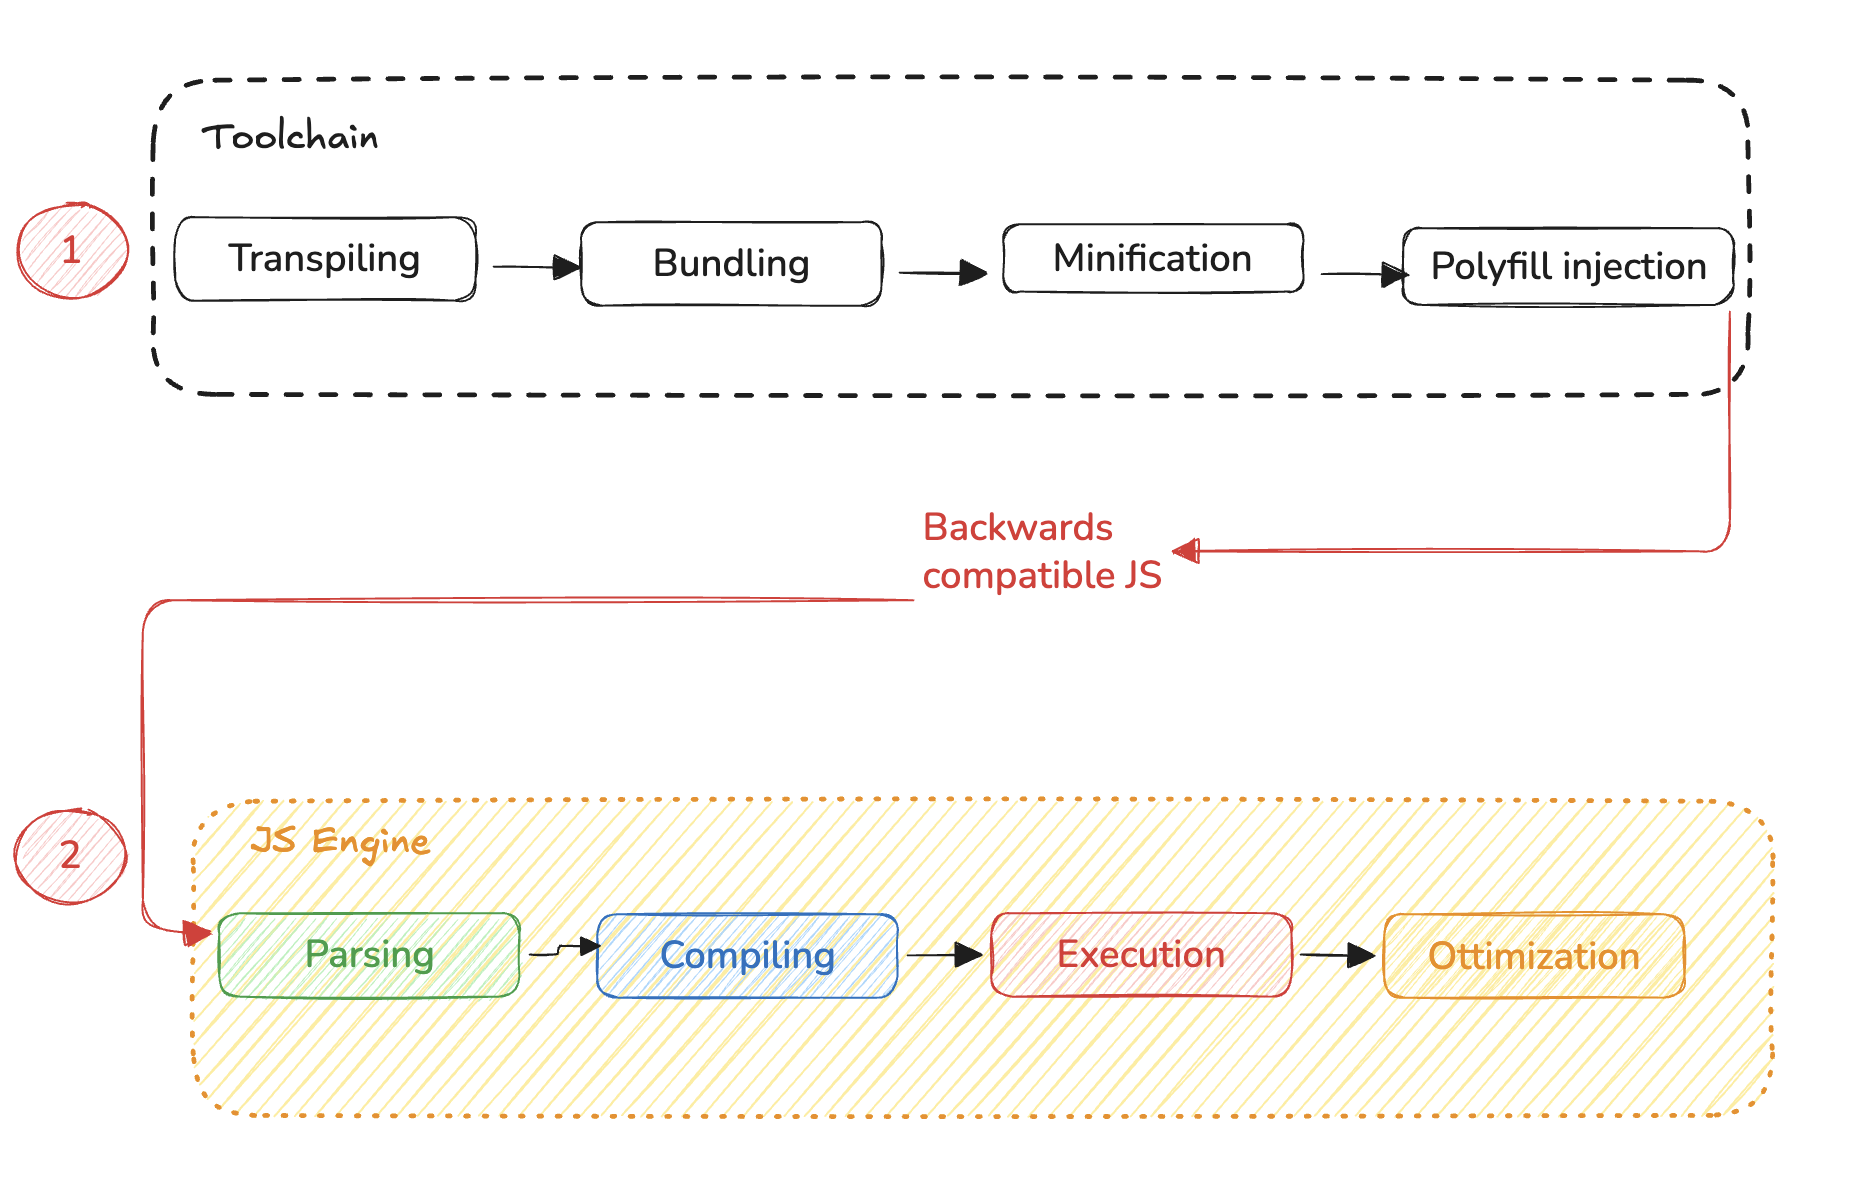 Toolchain
1
Transpiling
Bundling
Minification
Polyfill injection
Backwards
compatible JS
2
JS Engine
Parsing
Compiling
Execution
Ottimization